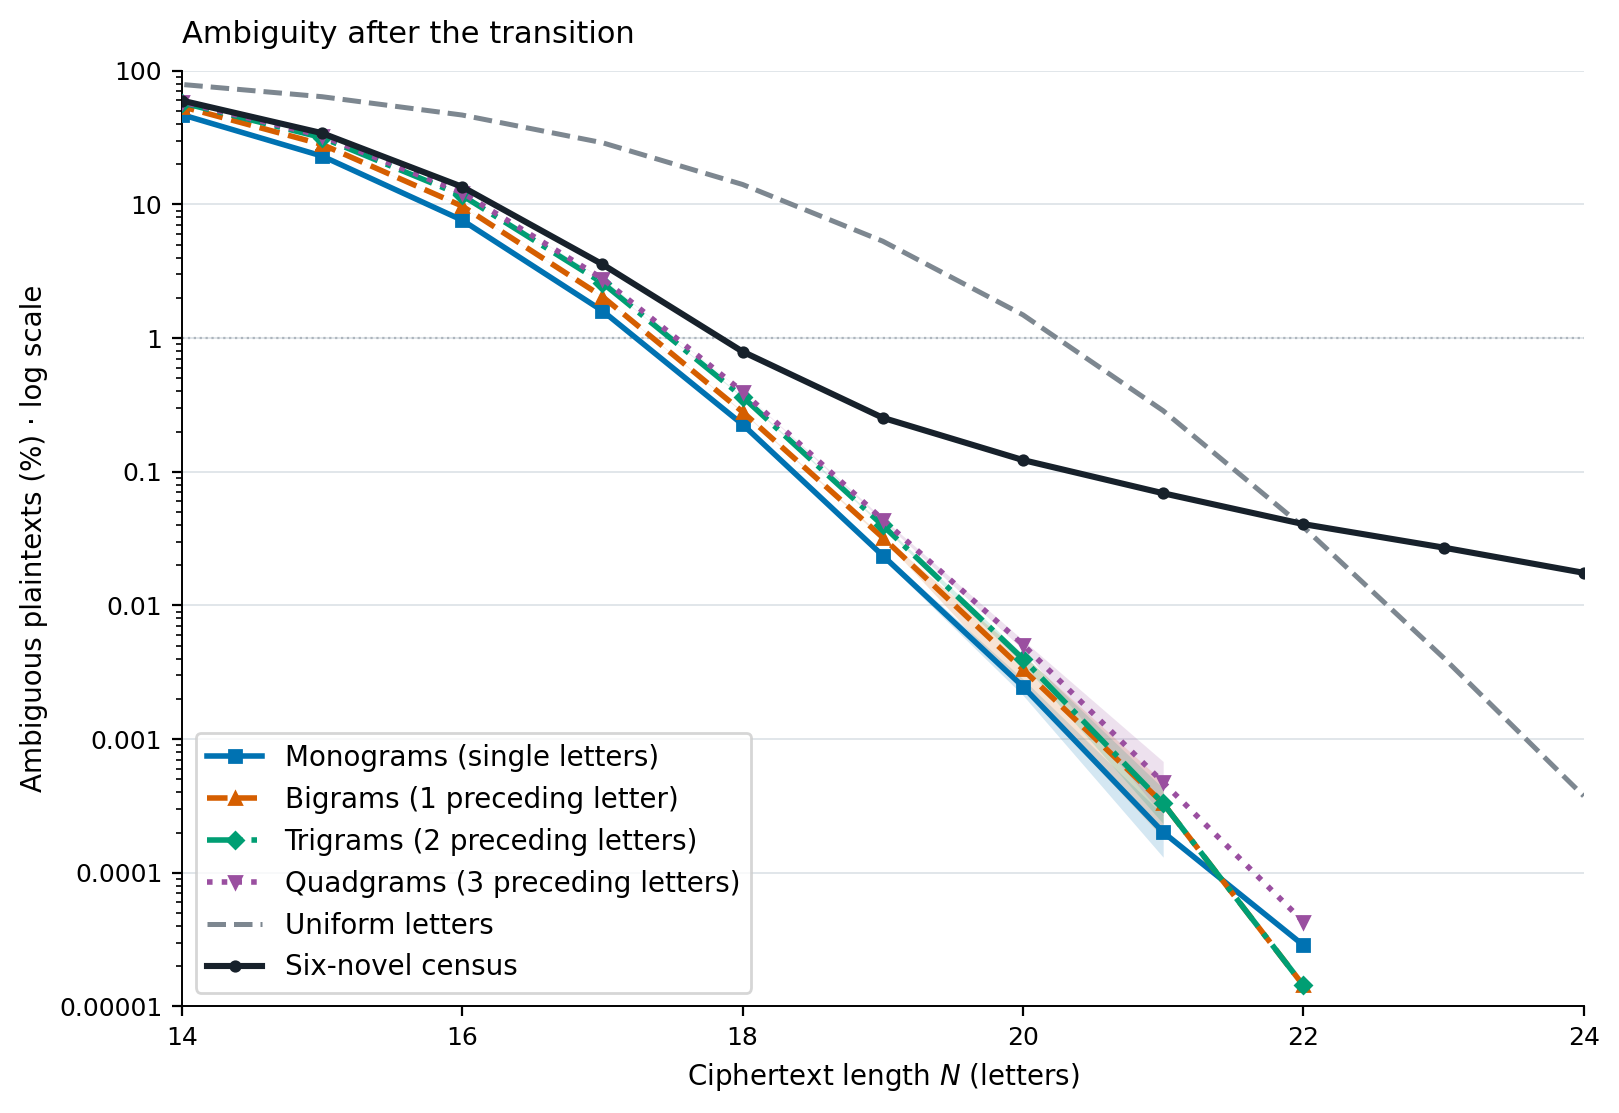 Ambiguity after the transition
Ambiguous plaintexts (%) · log scale
100
10
1
0.1
0.01
0.001
0.0001
0.00001
Monograms (single letters)
Bigrams (1 preceding letter)
Trigrams (2 preceding letters)
Quadgrams (3 preceding letters)
Uniform letters
Six-novel census
14 16 18 20 22 24
Ciphertext length N (letters)